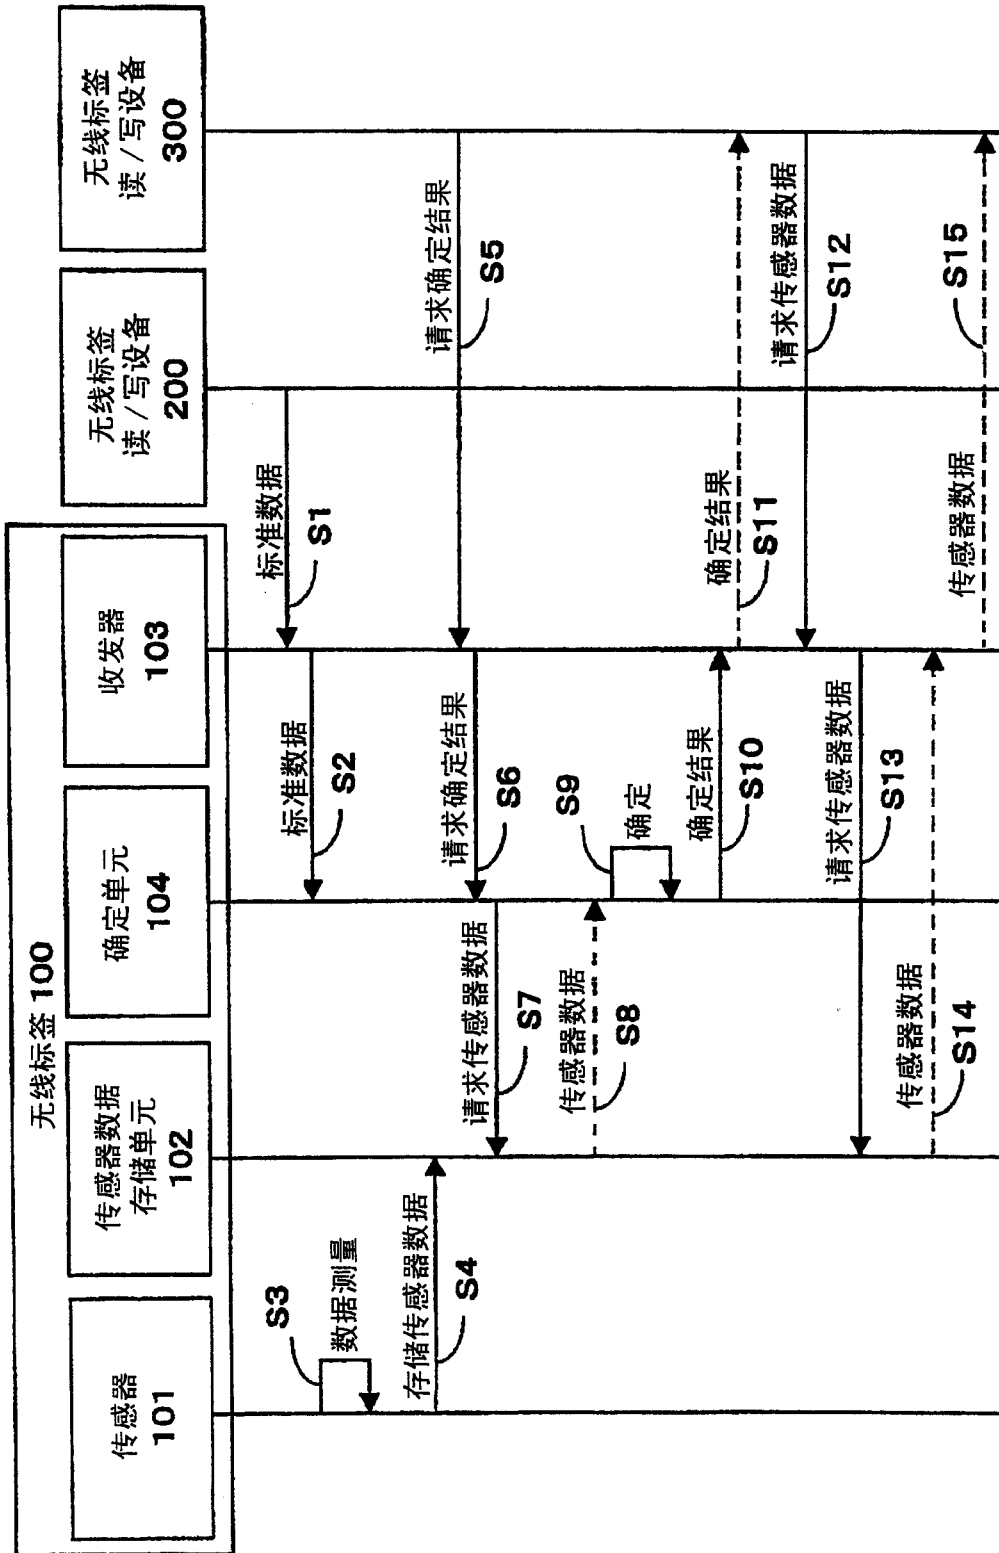 无线标签 100
传感器
101
传感器数据
存储单元
102
确定单元
104
收发器
103
无线标签
读／写设备
200
无线标签
读／写设备
300
标准数据
S1
标准数据
S2
S3
数据测量
存储传感器数据
S4
请求确定结果
S5
请求确定结果
S6
请求传感器数据
S7
传感器数据
S8
S9
确定
确定结果
S10
确定结果
S11
请求传感器数据
S12
请求传感器数据
S13
传感器数据
S14
传感器数据
S15